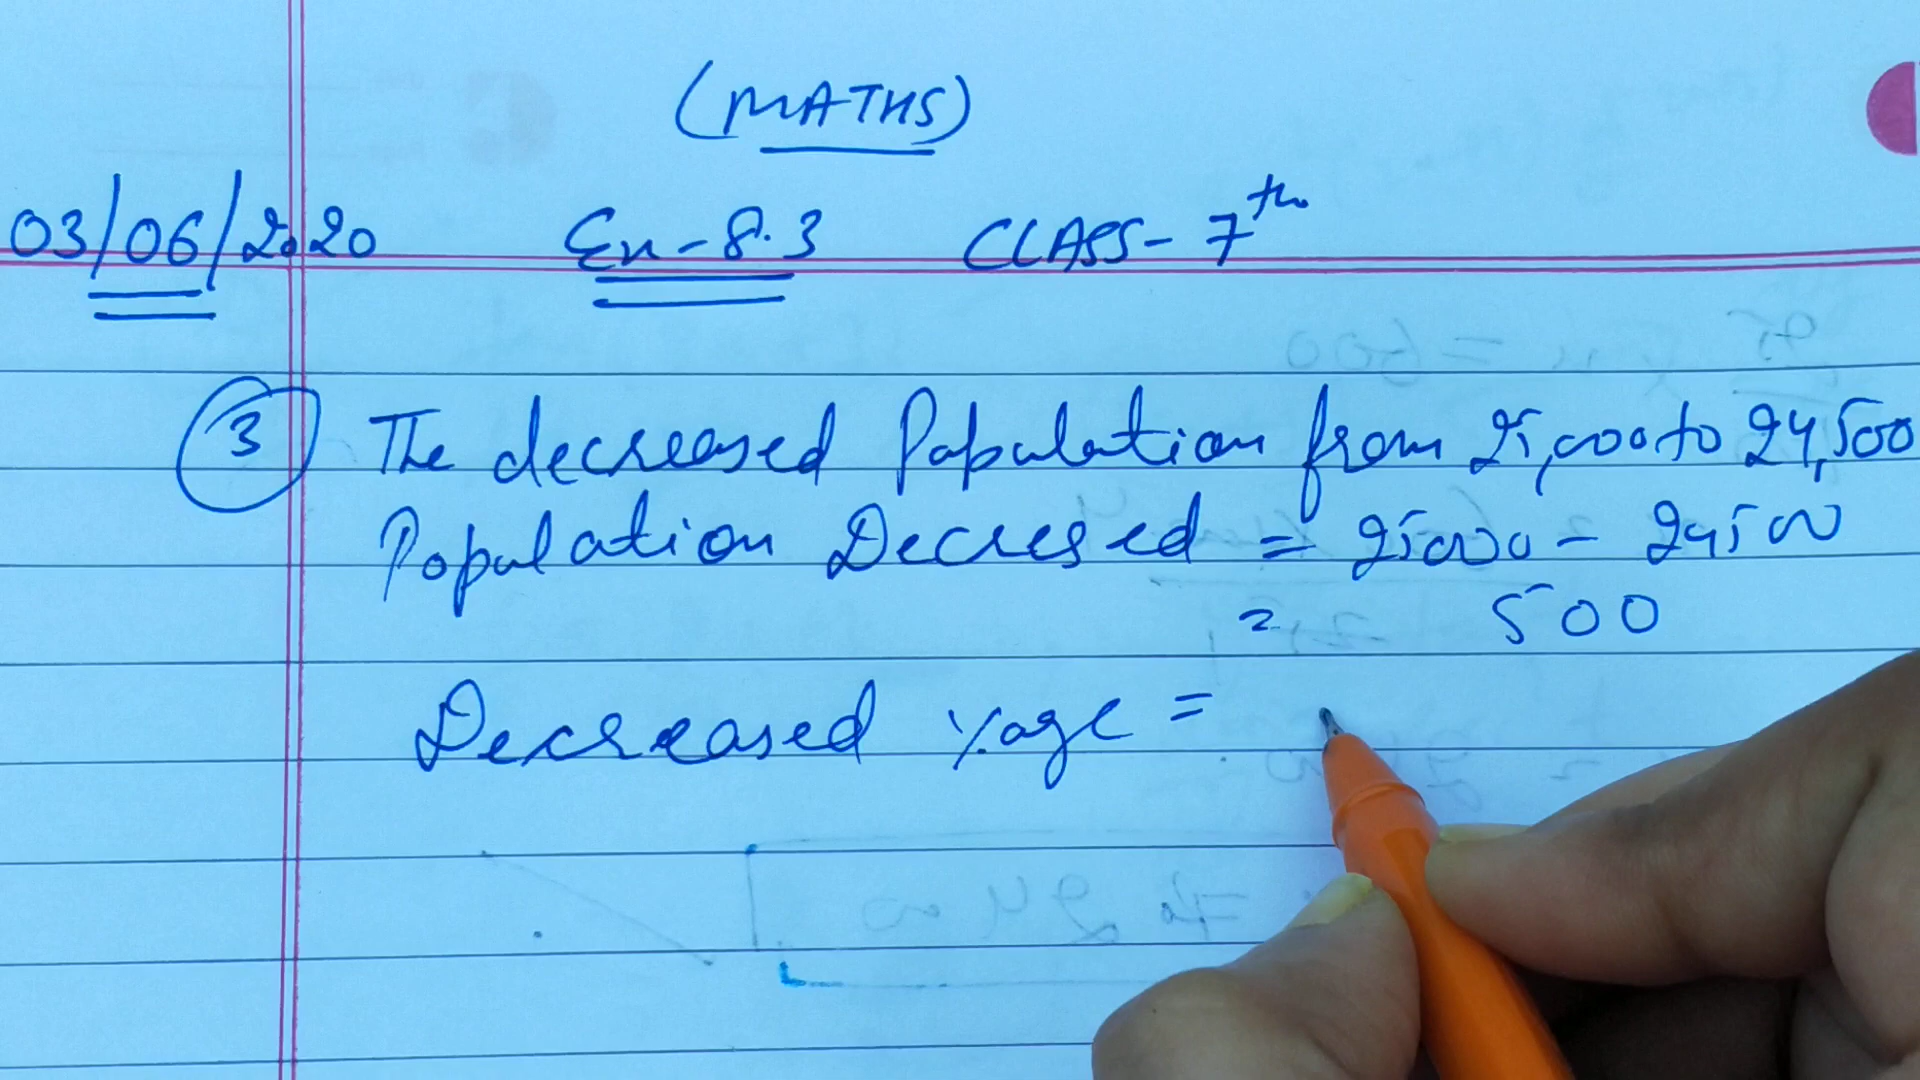 (MATHS)
03/06/2020 Ex-8.3 CLASS-7th
3 The decreased Population from 25,000 to 24,500
Population Decresed = 25000 - 24500
= 500
Decreased %age =